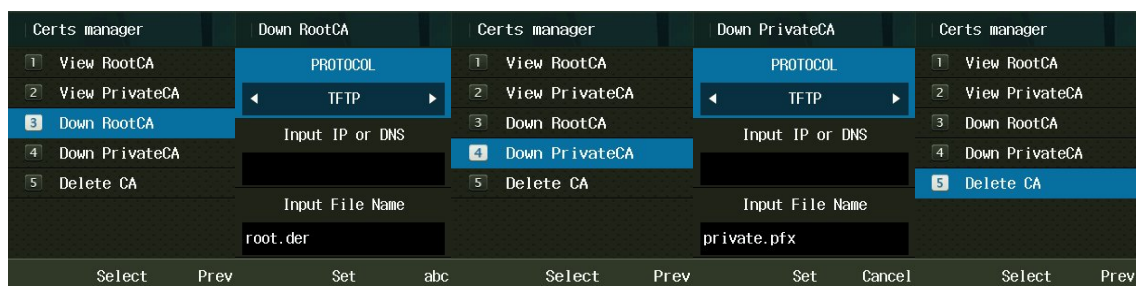 Certs manager
1 View RootCA
2 View PrivateCA
3 Down RootCA
4 Down PrivateCA
5 Delete CA
Select Prev
Down RootCA
PROTOCOL
TFTP
Input IP or DNS
Input File Name
root.der
Set abc
Certs manager
1 View RootCA
2 View PrivateCA
3 Down RootCA
4 Down PrivateCA
5 Delete CA
Select Prev
Down PrivateCA
PROTOCOL
TFTP
Input IP or DNS
Input File Name
private.pfx
Set Cancel
Certs manager
1 View RootCA
2 View PrivateCA
3 Down RootCA
4 Down PrivateCA
5 Delete CA
Select Prev